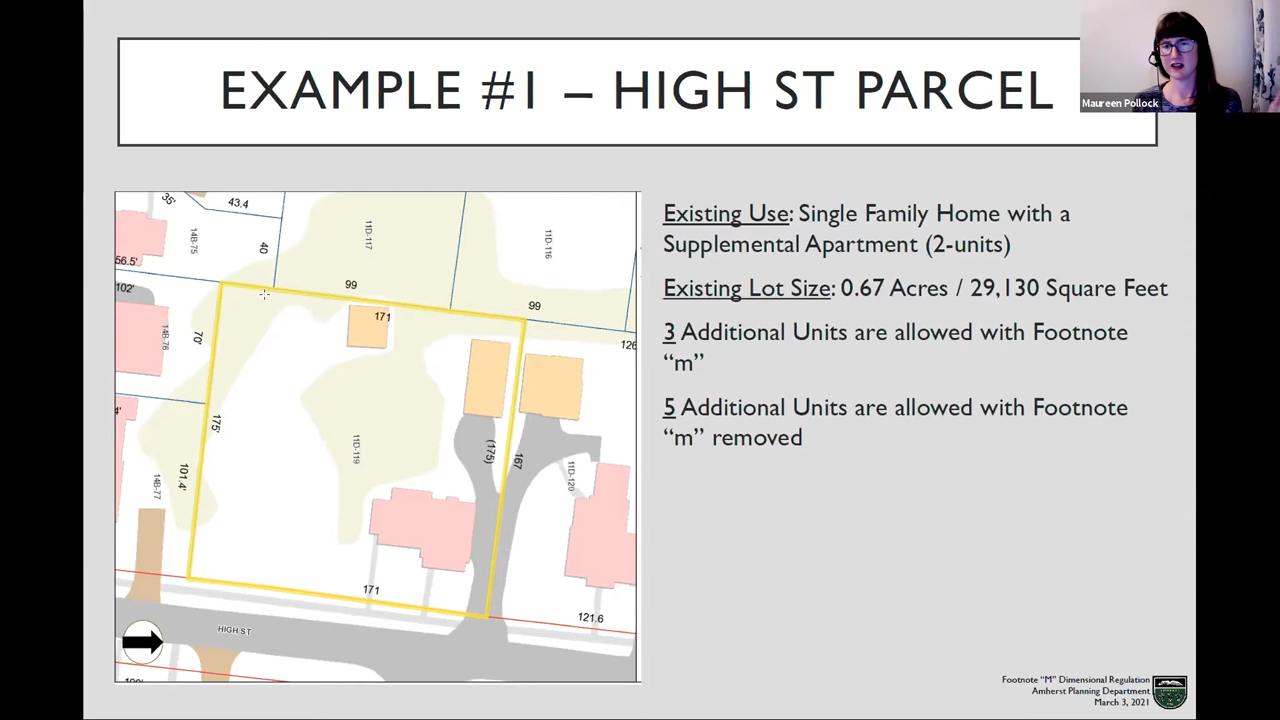 EXAMPLE #1 – HIGH ST PARCEL
Maureen Pollock
Existing Use: Single Family Home with a
Supplemental Apartment (2-units)
Existing Lot Size: 0.67 Acres / 29,130 Square Feet
3 Additional Units are allowed with Footnote
“m”
5 Additional Units are allowed with Footnote
“m” removed
35'
43.4
14B-75
40
11D-117
11D-116
56.5'
102'
99
99
171
126
14B-76
70'
4'
175'
11D-119
(175)
167
11D-120
101.4'
14B-77
171
121.6
HIGH ST
Footnote “M” Dimensional Regulation
Amherst Planning Department
March 3, 2021